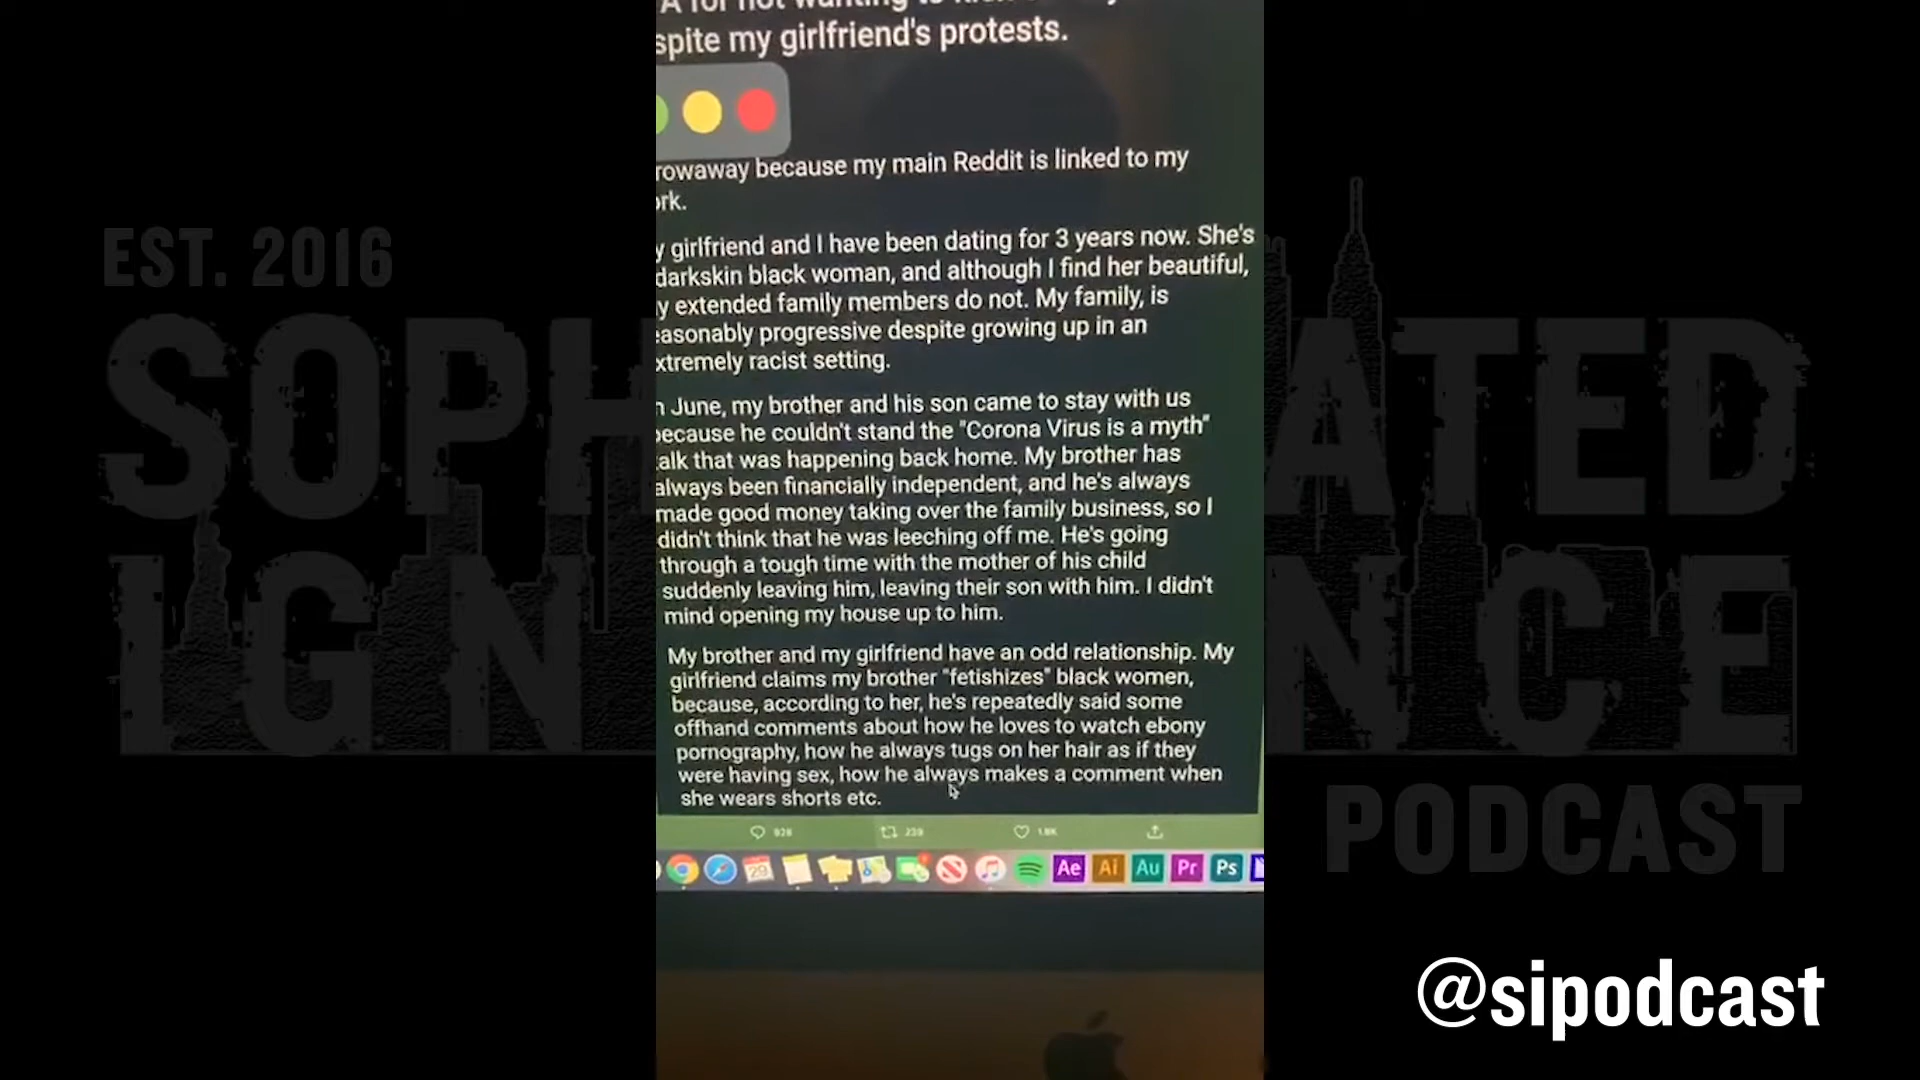 spite my girlfriend's protests.
rowaway because my main Reddit is linked to my
ork.
y girlfriend and I have been dating for 3 years now. She's
darkskin black woman, and although I find her beautiful,
y extended family members do not. My family, is
easonably progressive despite growing up in an
xtremely racist setting.
n June, my brother and his son came to stay with us
because he couldn't stand the "Corona Virus is a myth"
alk that was happening back home. My brother has
always been financially independent, and he's always
made good money taking over the family business, so I
didn't think that he was leeching off me. He's going
through a tough time with the mother of his child
suddenly leaving him, leaving their son with him. I didn't
mind opening my house up to him.
My brother and my girlfriend have an odd relationship. My
girlfriend claims my brother "fetishizes" black women,
because, according to her, he's repeatedly said some
offhand comments about how he loves to watch ebony
pornography, how he always tugs on her hair as if they
were having sex, how he always makes a comment when
she wears shorts etc.
1.8K
29
Ae Ai Au Pr Ps
EST. 2016
SOPH ATED
IGN NCE
PODCAST
@sipodcast